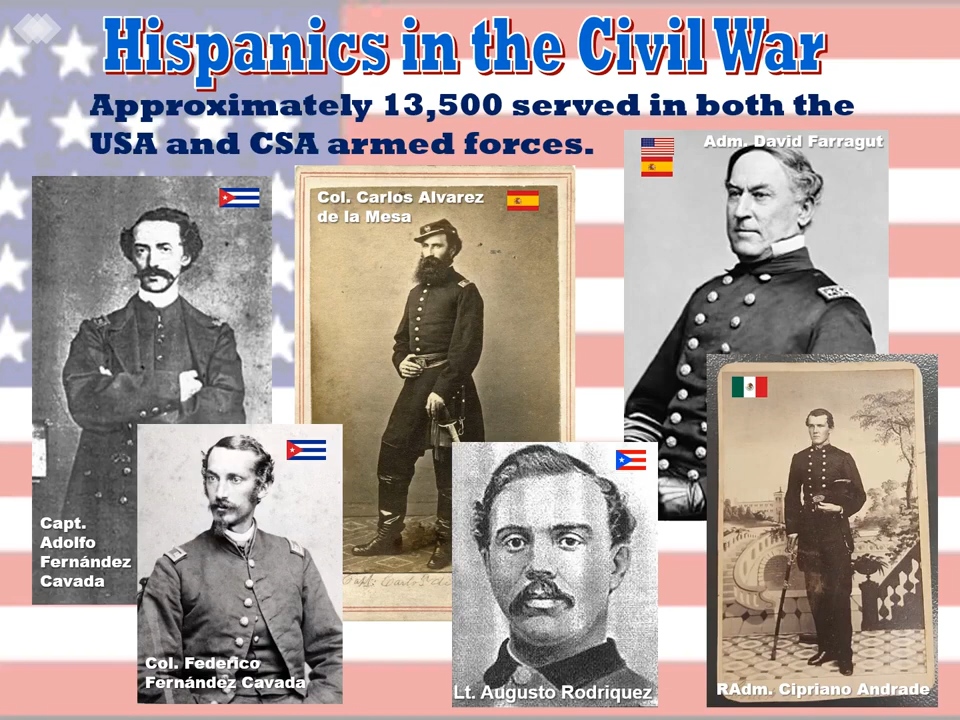 Hispanics in the Civil War
Approximately 13,500 served in both the
USA and CSA armed forces.
Adm. David Farragut
Col. Carlos Alvarez
de la Mesa
Capt.
Adolfo
Fernández
Cavada
Col. Federico
Fernández Cavada
Lt. Augusto Rodriquez
RAdm. Cipriano Andrade